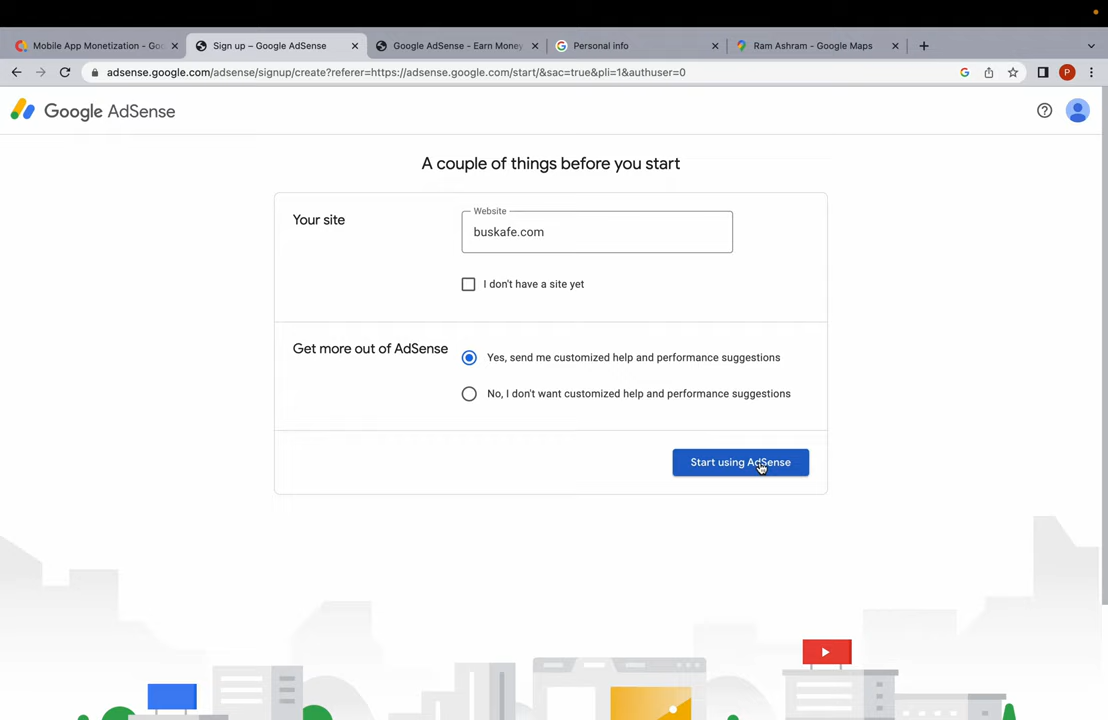 Mobile App Monetization - Goo
Sign up – Google AdSense
Google AdSense - Earn Money
Personal info
Ram Ashram - Google Maps
adsense.google.com/adsense/signup/create?referer=https://adsense.google.com/start/&sac=true&pli=1&authuser=0
P
Google AdSense
A couple of things before you start
Your site
Website
buskafe.com
I don't have a site yet
Get more out of AdSense
Yes, send me customized help and performance suggestions
No, I don't want customized help and performance suggestions
Start using AdSense